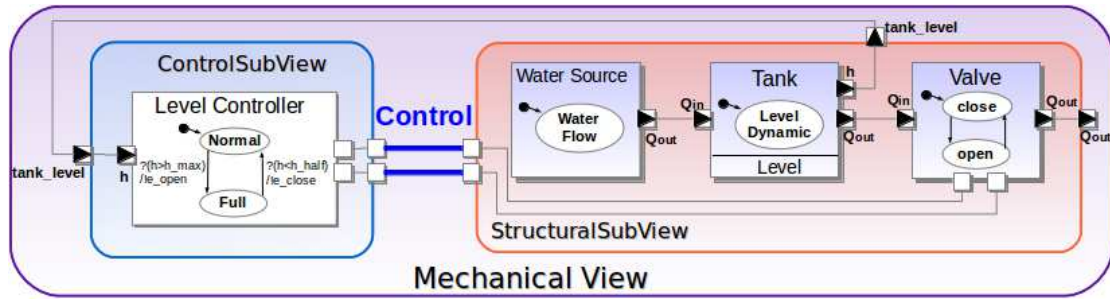 tank_level
ControlSubView
Level Controller
Normal
?(h>h_max)
/!e_open
?(h<h_half)
/!e_close
Full
tank_level
h
Control
Water Source
Water
Flow
Qout
Qin
Tank
Level
Dynamic
Level
h
Qout
Qin
Valve
close
open
Qout
Qout
StructuralSubView
Mechanical View